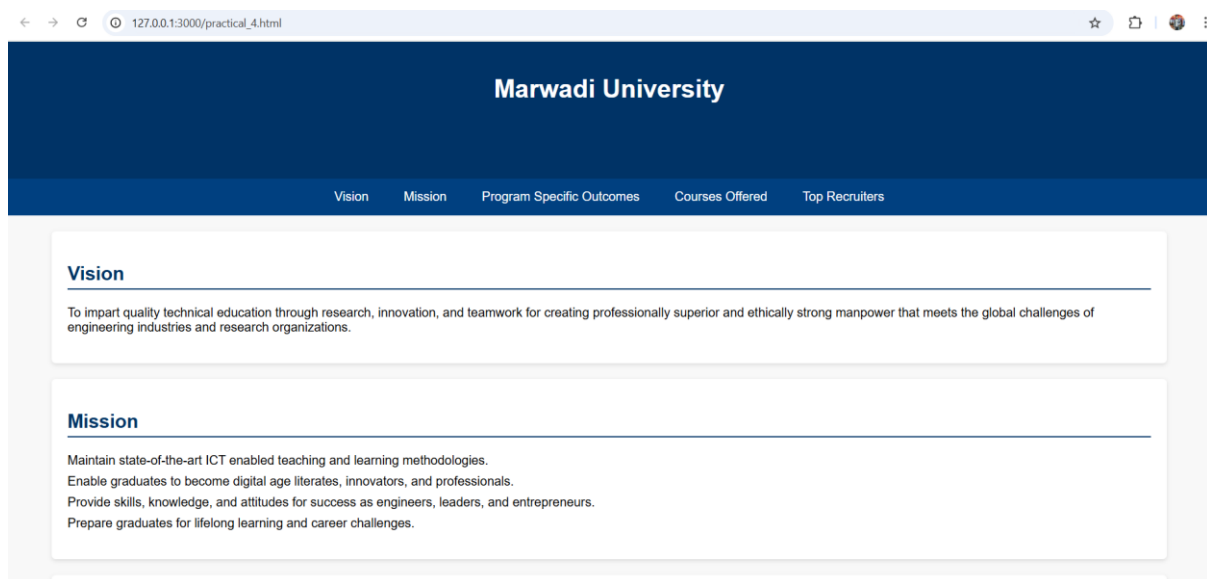 127.0.0.1:3000/practical_4.html
Marwadi University
Vision Mission Program Specific Outcomes Courses Offered Top Recruiters
Vision
To impart quality technical education through research, innovation, and teamwork for creating professionally superior and ethically strong manpower that meets the global challenges of
engineering industries and research organizations.
Mission
Maintain state-of-the-art ICT enabled teaching and learning methodologies.
Enable graduates to become digital age literates, innovators, and professionals.
Provide skills, knowledge, and attitudes for success as engineers, leaders, and entrepreneurs.
Prepare graduates for lifelong learning and career challenges.